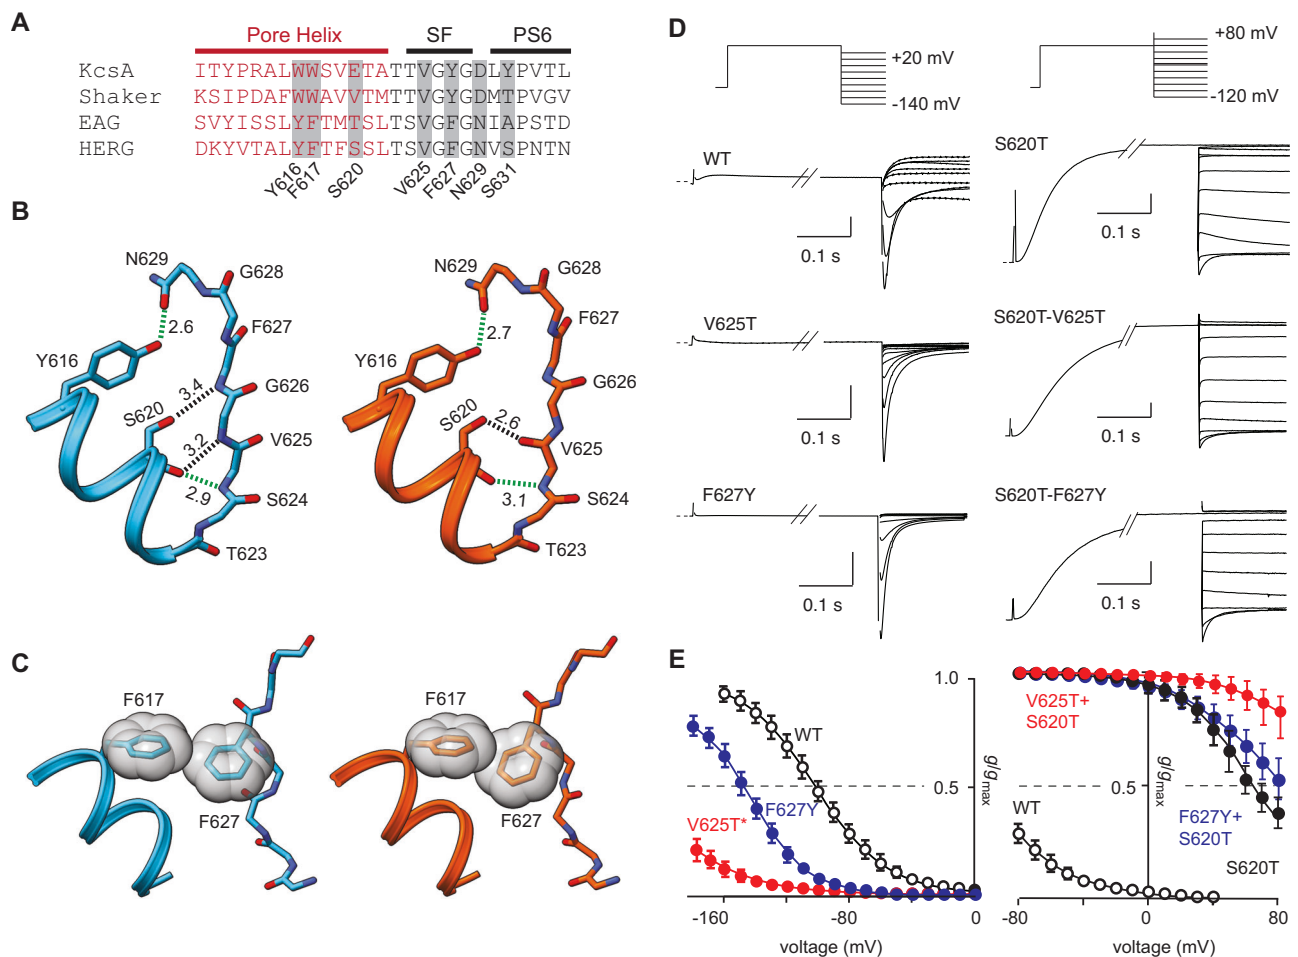 A
Pore Helix SF PS6
KcsA ITYPRALWWSVETATTVGYGDLYPVTL
Shaker KSIPDAFWWAVVTMTTVGYGDMTPVGV
EAG SVYISSLYFTMTSLTSVGFGNIAPSTD
HERG DKYVTALYFTFSSLTSVGFGNVSPNTN
Y616 F617 S620 V625 F627 N629 S631
B
N629 G628
2.6 F627
Y616
3.4 G626
S620
3.2 V625
2.9 S624
T623
N629 G628
2.7 F627
Y616
G626
S620 2.6
V625
3.1 S624
T623
C
F617
F627
F617
F627
D
+20 mV
-140 mV
+80 mV
-120 mV
WT
0.1 s
S620T
0.1 s
V625T
0.1 s
S620T-V625T
0.1 s
F627Y
0.1 s
S620T-F627Y
0.1 s
E
1.0
WT
g/gmax
0.5
F627Y
V625T*
0
-160 -80 0
voltage (mV)
V625T+
S620T
g/gmax
0.5
F627Y+
S620T
WT
S620T
-80 0 80
voltage (mV)